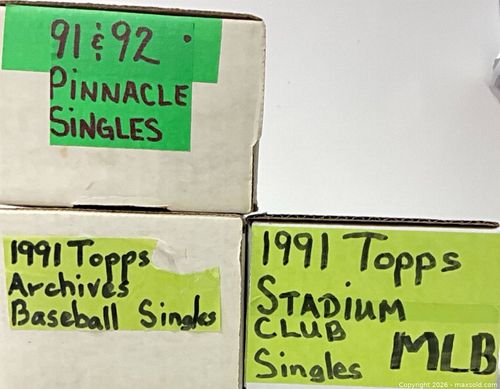 91 & 92
PINNACLE
SINGLES
1991 Topps
Archives
Baseball Singles
1991 Topps
STADIUM
CLUB
Singles MLB
Copyright 2026 - maxsold.com